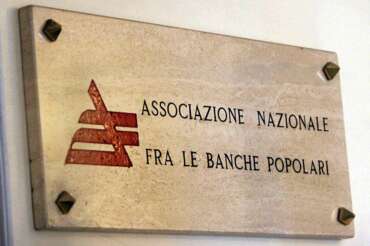 ASSOCIAZIONE NAZIONALE
FRA LE BANCHE POPOLARI